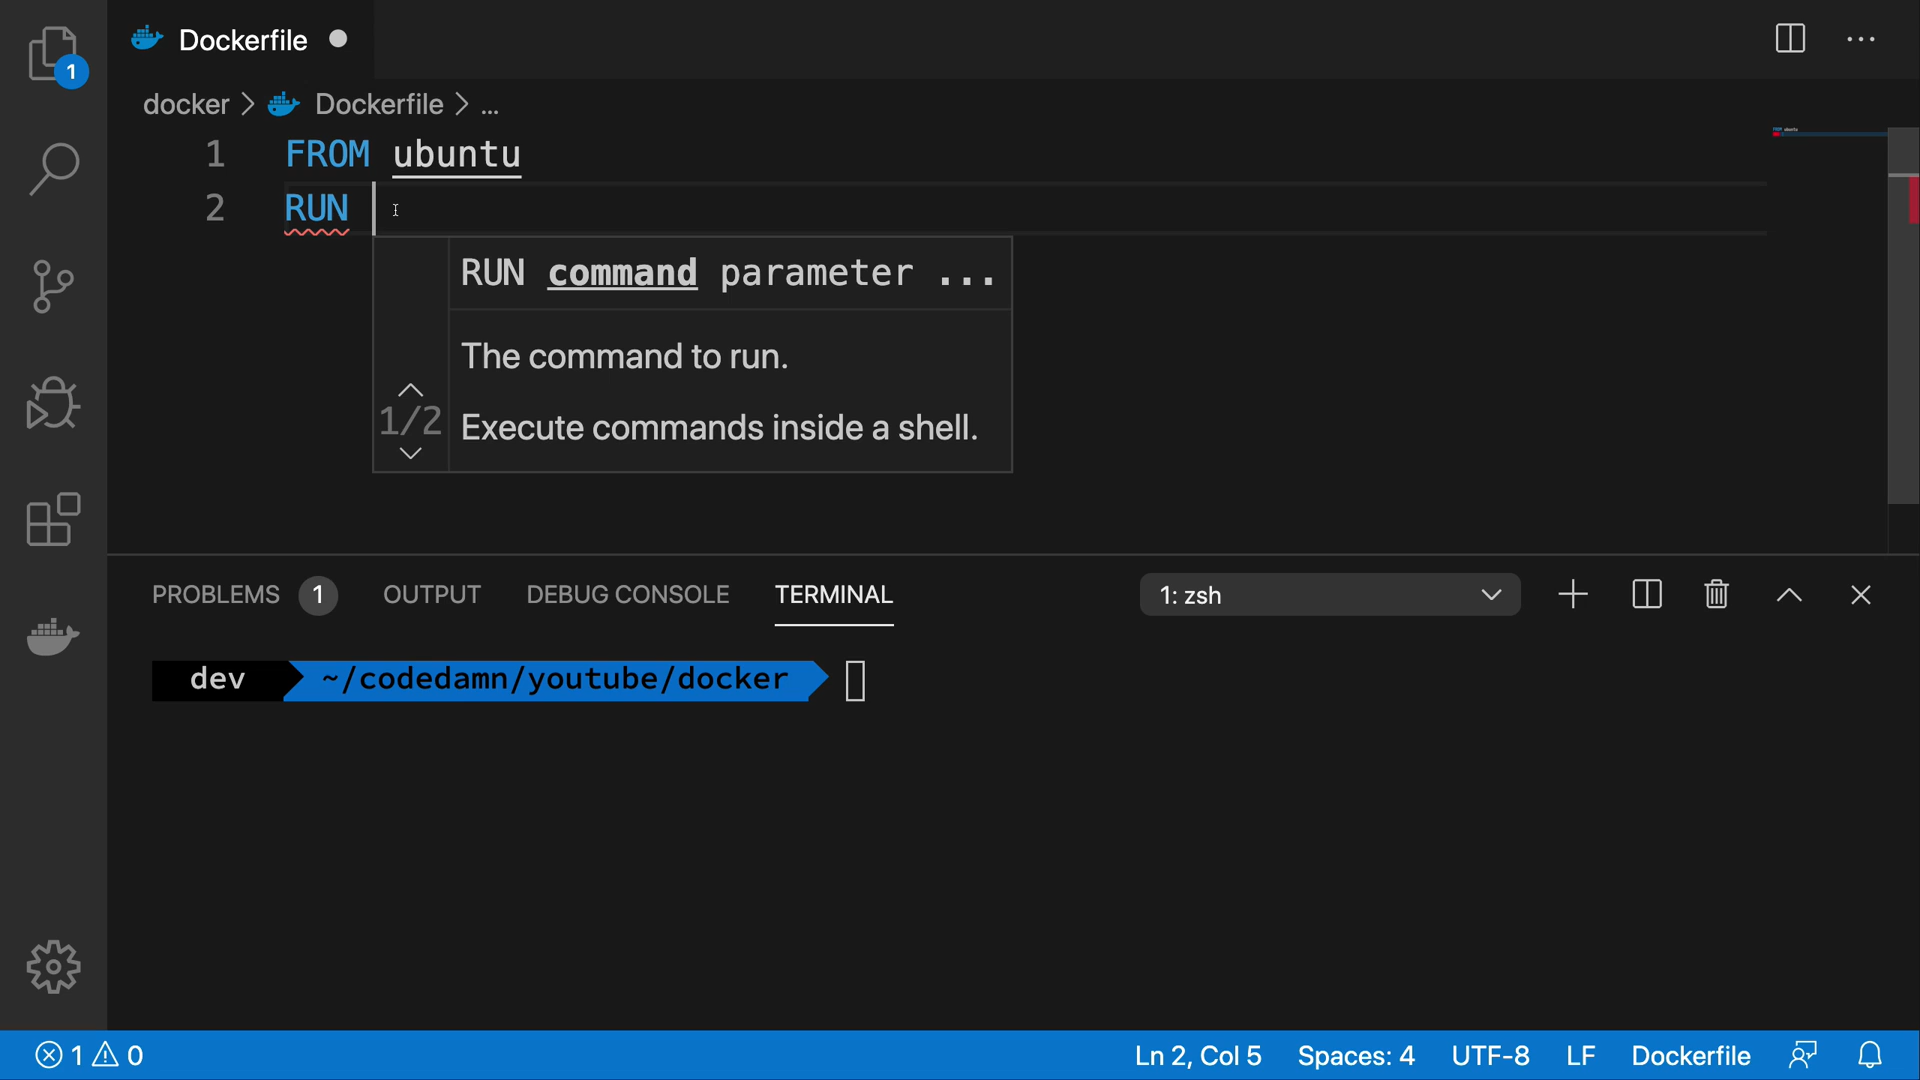 1
Dockerfile
docker > Dockerfile > ...
1 FROM ubuntu
2 RUN
RUN command parameter ...
The command to run.
1/2
Execute commands inside a shell.
PROBLEMS 1 OUTPUT DEBUG CONSOLE TERMINAL 1: zsh
dev ~/codedamn/youtube/docker
1 0 Ln 2, Col 5 Spaces: 4 UTF-8 LF Dockerfile